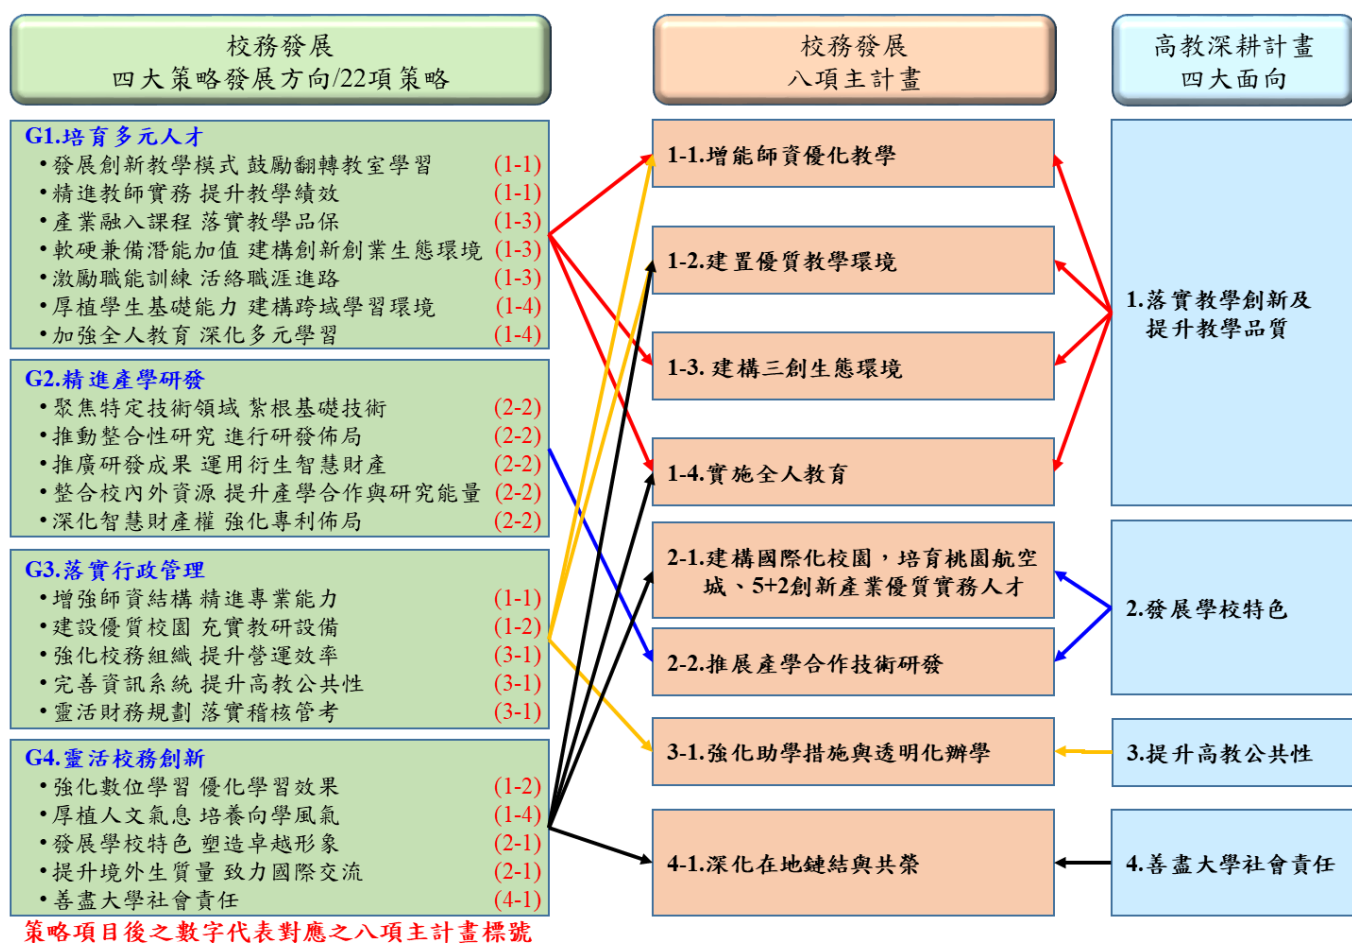 校務發展
四大策略發展方向/22項策略
校務發展
八項主計畫
高教深耕計畫
四大面向
G1.培育多元人才
•發展創新教學模式 鼓勵翻轉教室學習 (1-1)
•精進教師實務 提升教學績效 (1-1)
•產業融入課程 落實教學品保 (1-3)
•軟硬兼備潛能加值 建構創新創業生態環境 (1-3)
•激勵職能訓練 活絡職涯進路 (1-3)
•厚植學生基礎能力 建構跨域學習環境 (1-4)
•加強全人教育 深化多元學習 (1-4)
G2.精進產學研發
•聚焦特定技術領域 紮根基礎技術 (2-2)
•推動整合性研究 進行研發佈局 (2-2)
•推廣研發成果 運用衍生智慧財產 (2-2)
•整合校內外資源 提升產學合作與研究能量 (2-2)
•深化智慧財產權 強化專利佈局 (2-2)
G3.落實行政管理
•增強師資結構 精進專業能力 (1-1)
•建設優質校園 充實教研設備 (1-2)
•強化校務組織 提升營運效率 (3-1)
•完善資訊系統 提升高教公共性 (3-1)
•靈活財務規劃 落實稽核管考 (3-1)
G4.靈活校務創新
•強化數位學習 優化學習效果 (1-2)
•厚植人文氣息 培養向學風氣 (1-4)
•發展學校特色 塑造卓越形象 (2-1)
•提升境外生質量 致力國際交流 (2-1)
•善盡大學社會責任 (4-1)
策略項目後之數字代表對應之八項主計畫標號
1-1.增能師資優化教學
1-2.建置優質教學環境
1-3. 建構三創生態環境
1-4.實施全人教育
2-1.建構國際化校園，培育桃園航空
城、5+2創新產業優質實務人才
2-2.推展產學合作技術研發
3-1.強化助學措施與透明化辦學
4-1.深化在地鏈結與共榮
1.落實教學創新及
提升教學品質
2.發展學校特色
3.提升高教公共性
4.善盡大學社會責任